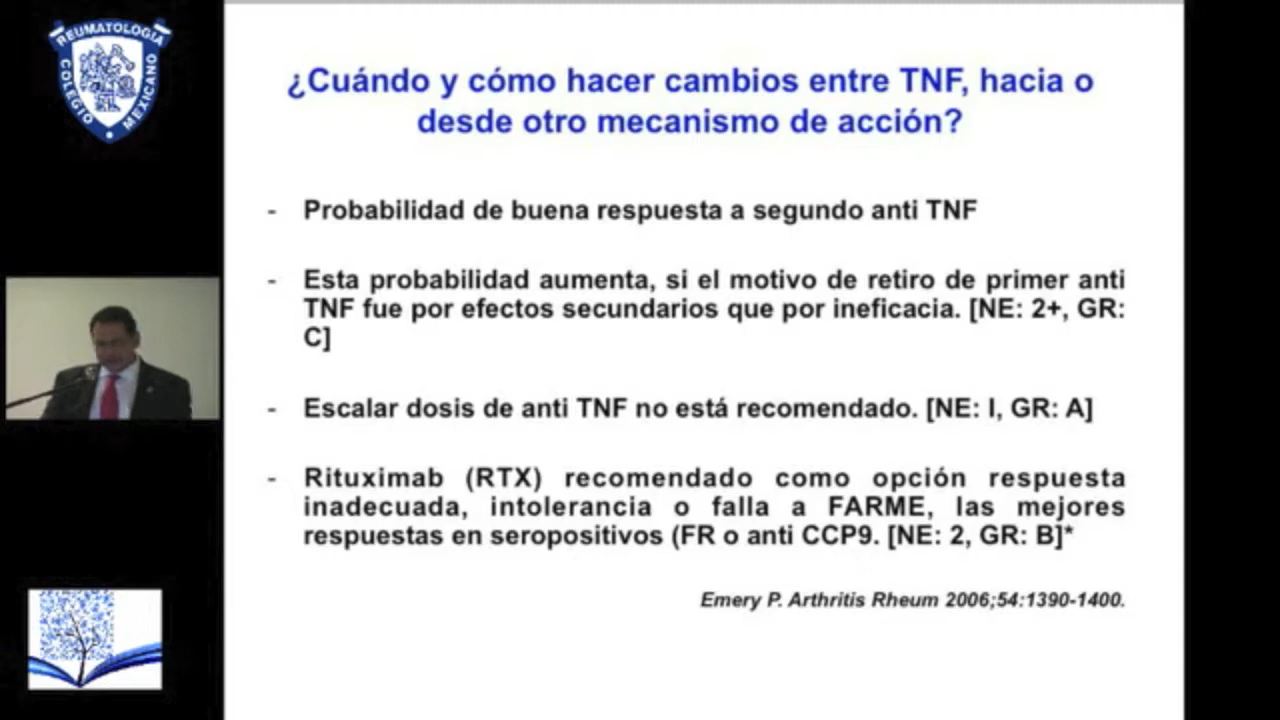 REUMATOLOGIA
COLEGIO
MEXICANO
¿Cuándo y cómo hacer cambios entre TNF, hacia o
desde otro mecanismo de acción?
- Probabilidad de buena respuesta a segundo anti TNF
- Esta probabilidad aumenta, si el motivo de retiro de primer anti
TNF fue por efectos secundarios que por ineficacia. [NE: 2+, GR:
C]
- Escalar dosis de anti TNF no está recomendado. [NE: I, GR: A]
- Rituximab (RTX) recomendado como opción respuesta
inadecuada, intolerancia o falla a FARME, las mejores
respuestas en seropositivos (FR o anti CCP9. [NE: 2, GR: B]*
Emery P. Arthritis Rheum 2006;54:1390-1400.